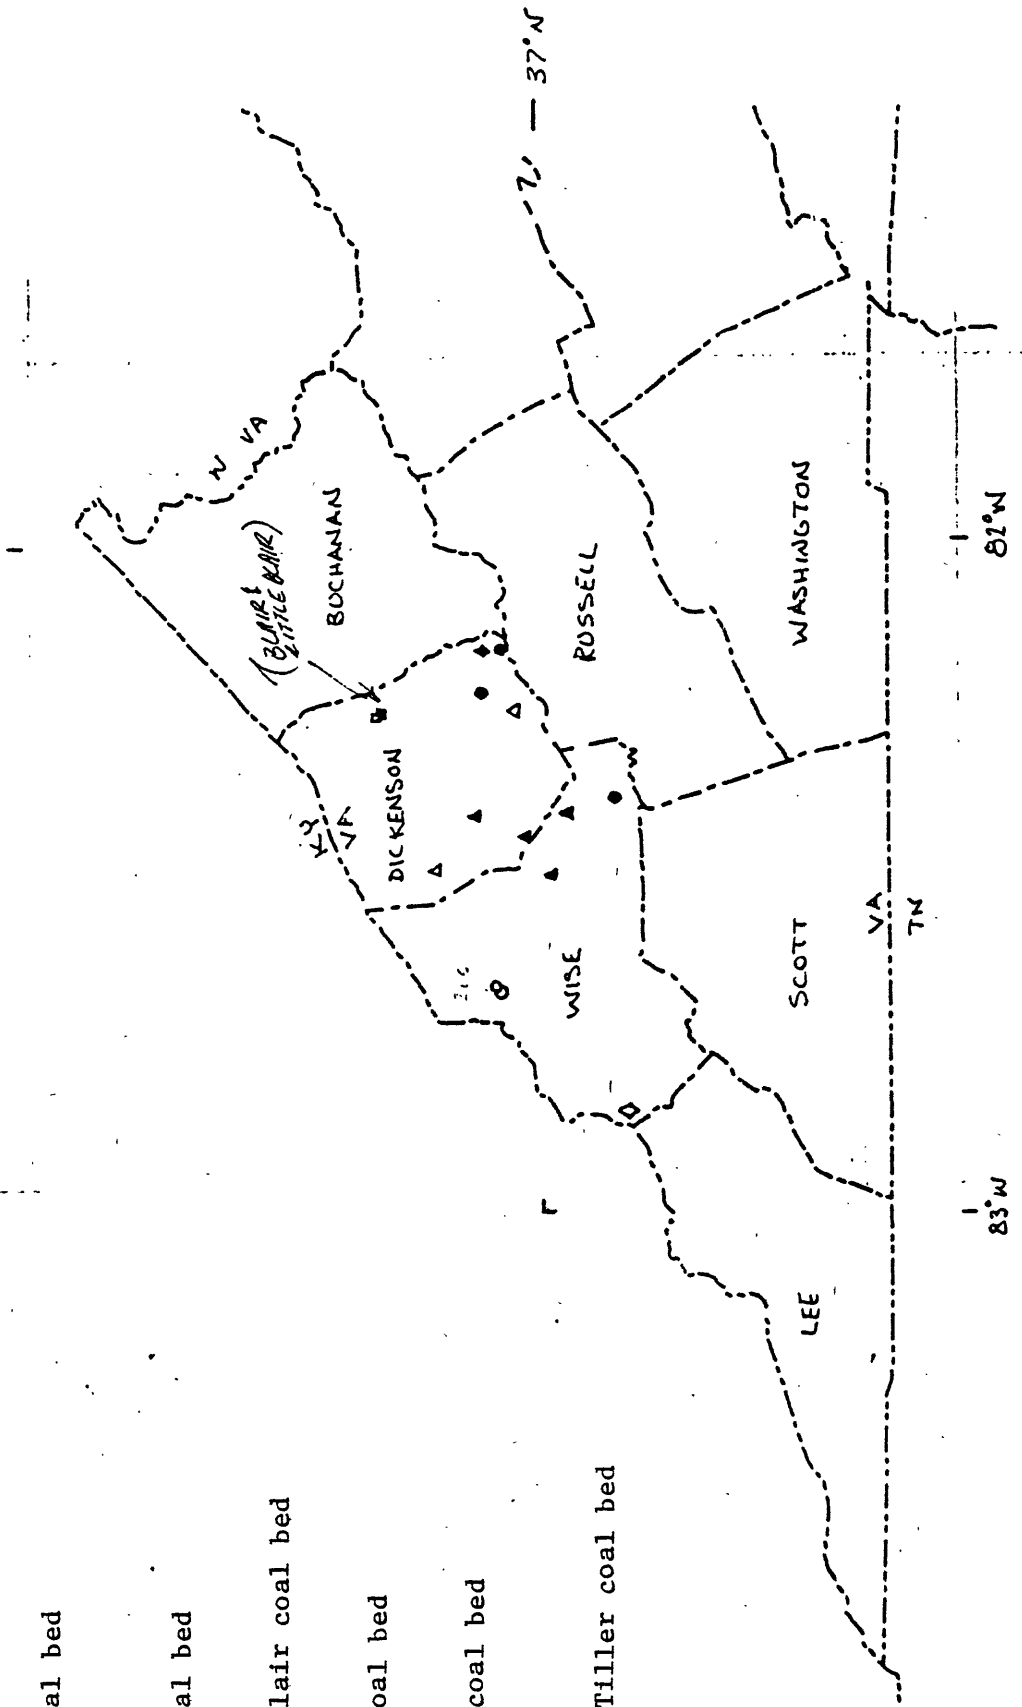 al bed
al bed
lair coal bed
oal bed
coal bed
Tiller coal bed
(BLAIR &
LITTLE BLAIR)
VA
BUCHANAN
KY
VA
DICKENSON
37°N
WISE
RUSSELL
LEE
SCOTT
WASHINGTON
VA
TN
83°W
82°W